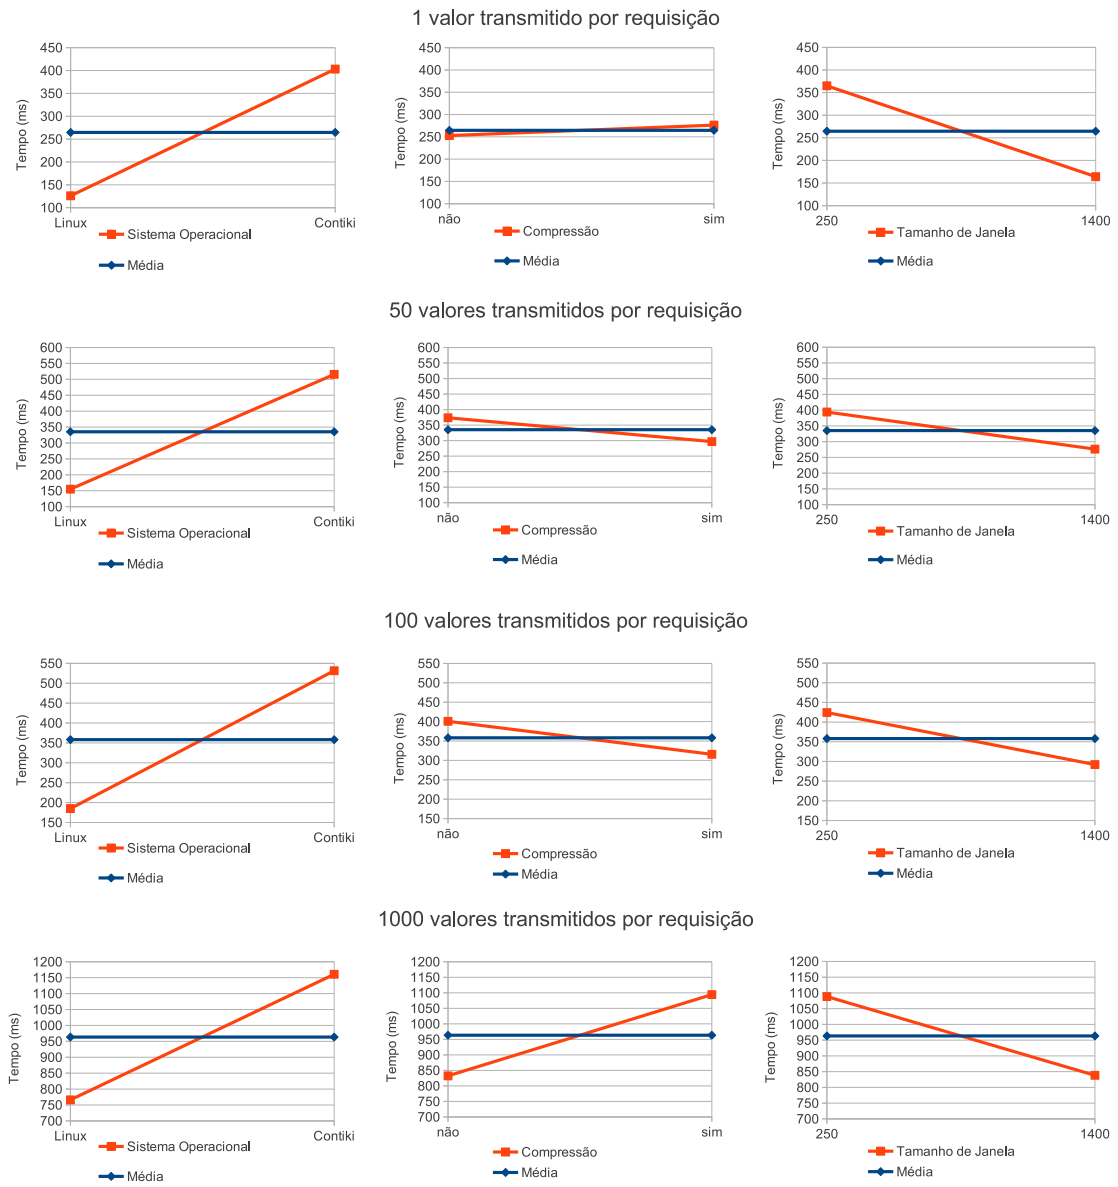 1 valor transmitido por requisição
Tempo (ms)
450
400
350
300
250
200
150
100
Linux
Contiki
Sistema Operacional
Média
Tempo (ms)
450
400
350
300
250
200
150
100
não
sim
Compressão
Média
Tempo (ms)
450
400
350
300
250
200
150
100
250
1400
Tamanho de Janela
Média
50 valores transmitidos por requisição
Tempo (ms)
600
550
500
450
400
350
300
250
200
150
100
Linux
Contiki
Sistema Operacional
Média
Tempo (ms)
600
550
500
450
400
350
300
250
200
150
100
não
sim
Compressão
Média
Tempo (ms)
600
550
500
450
400
350
300
250
200
150
100
250
1400
Tamanho de Janela
Média
100 valores transmitidos por requisição
Tempo (ms)
550
500
450
400
350
300
250
200
150
Linux
Contiki
Sistema Operacional
Média
Tempo (ms)
550
500
450
400
350
300
250
200
150
não
sim
Compressão
Média
Tempo (ms)
550
500
450
400
350
300
250
200
150
250
1400
Tamanho de Janela
Média
1000 valores transmitidos por requisição
Tempo (ms)
1200
1150
1100
1050
1000
950
900
850
800
750
700
Linux
Contiki
Sistema Operacional
Média
Tempo (ms)
1200
1150
1100
1050
1000
950
900
850
800
750
700
não
sim
Compressão
Média
Tempo (ms)
1200
1150
1100
1050
1000
950
900
850
800
750
700
250
1400
Tamanho de Janela
Média